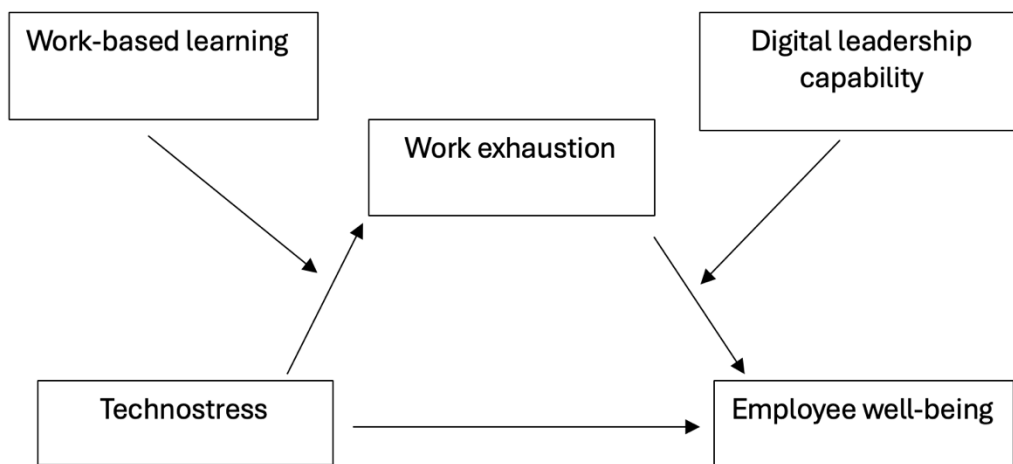 Work-based learning
Digital leadership
capability
Work exhaustion
Technostress
Employee well-being